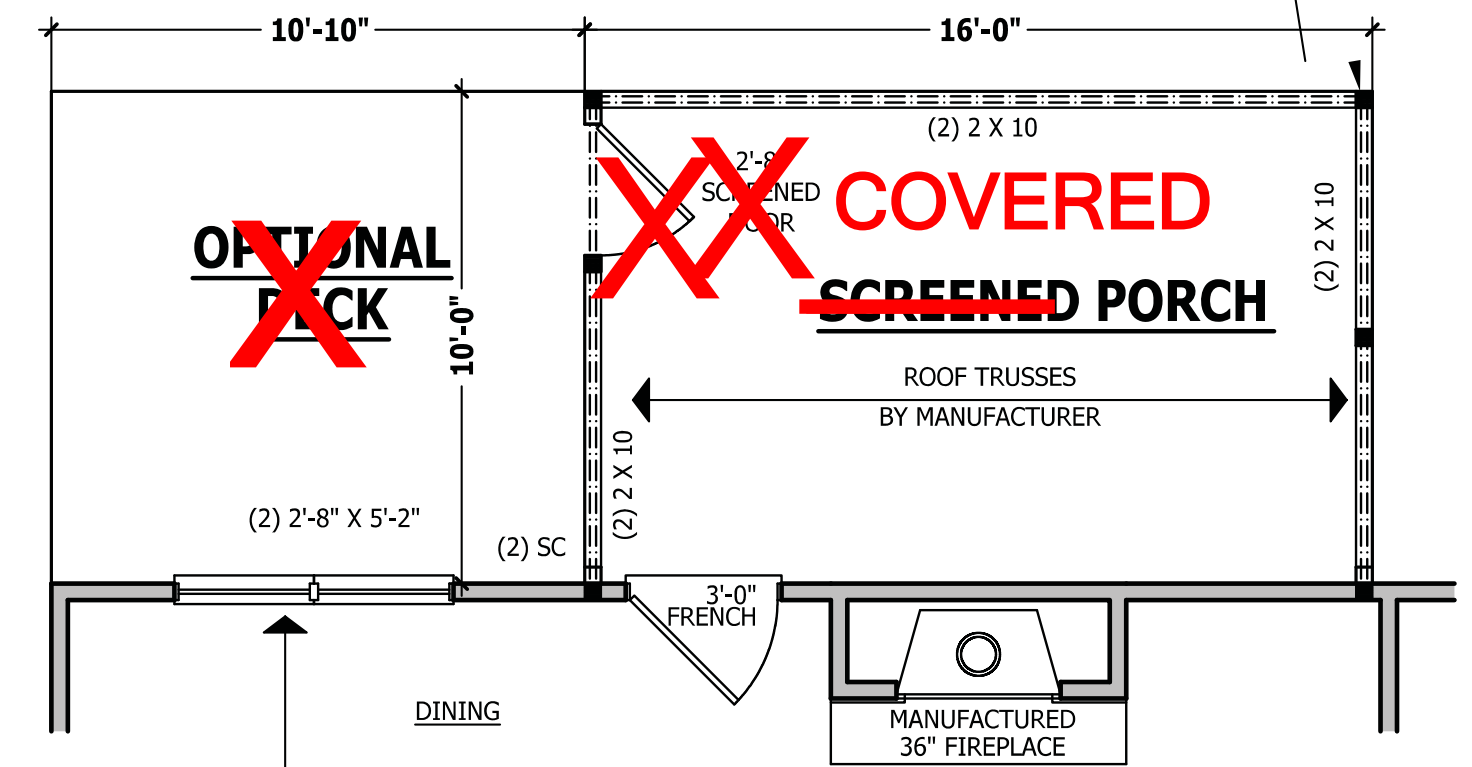 10'-10"
16'-0"
(2) 2 X 10
2'-8"
SCREENED
DOOR
COVERED
(2) 2 X 10
OPTIONAL
DECK
10'-0"
SCREENED PORCH
ROOF TRUSSES
BY MANUFACTURER
(2) 2 X 10
(2) 2'-8" X 5'-2"
(2) SC
3'-0"
FRENCH
DINING
MANUFACTURED
36" FIREPLACE